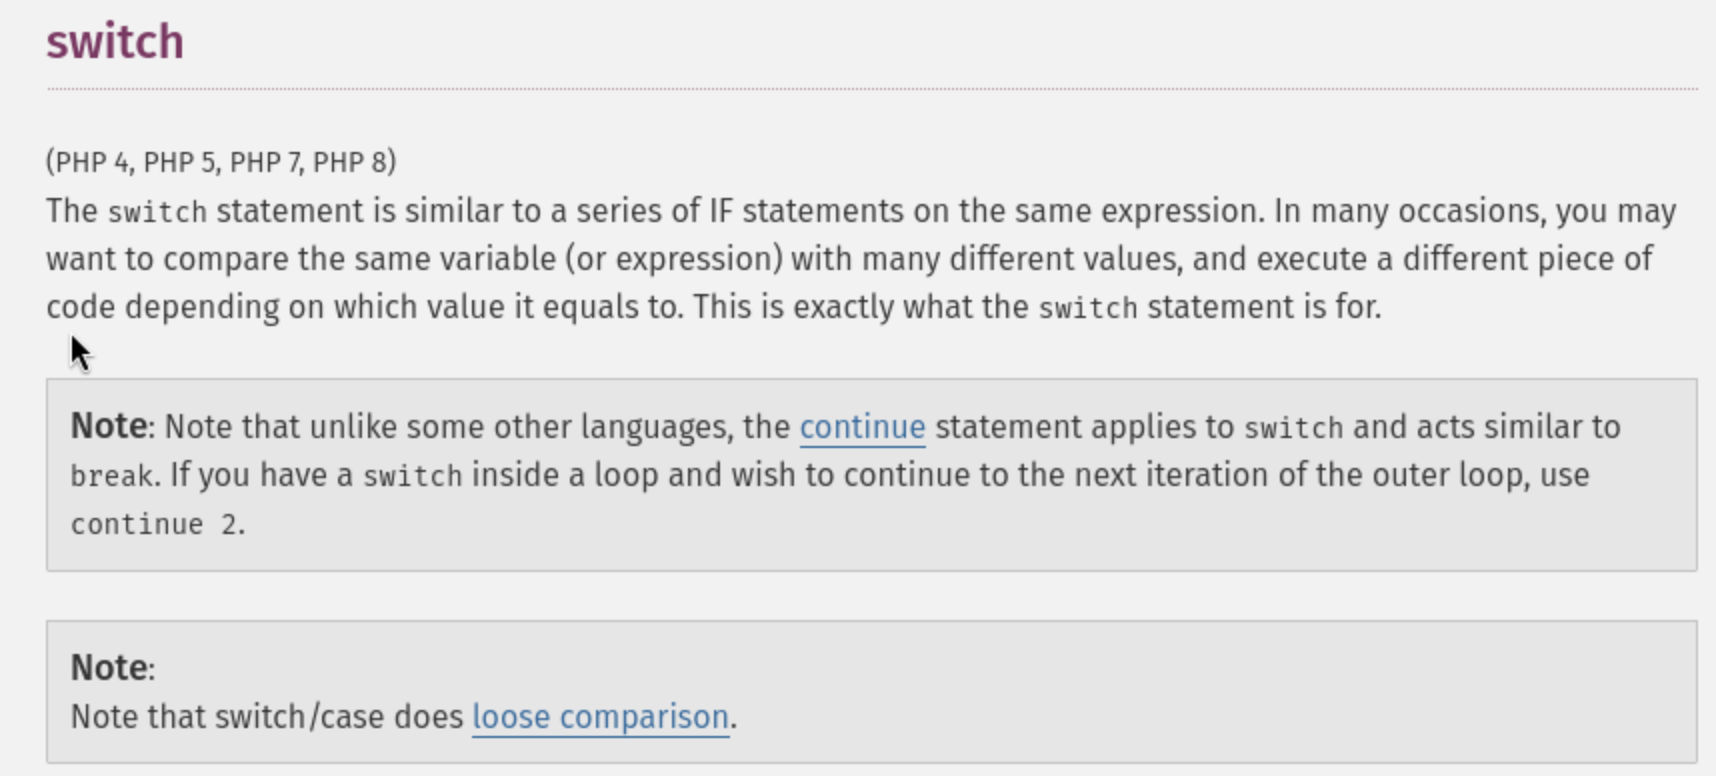 switch
(PHP 4, PHP 5, PHP 7, PHP 8)
The switch statement is similar to a series of IF statements on the same expression. In many occasions, you may
want to compare the same variable (or expression) with many different values, and execute a different piece of
code depending on which value it equals to. This is exactly what the switch statement is for.
Note: Note that unlike some other languages, the continue statement applies to switch and acts similar to
break. If you have a switch inside a loop and wish to continue to the next iteration of the outer loop, use
continue 2.
Note:
Note that switch/case does loose comparison.